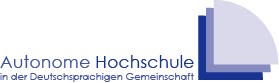 Autonome Hochschule
in der Deutschsprachigen Gemeinschaft